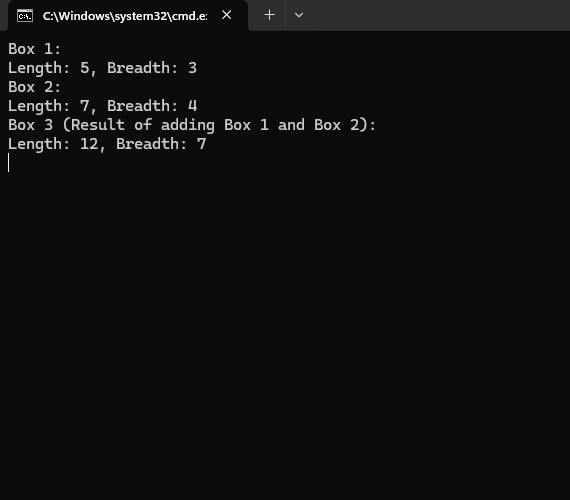 C:\Windows\system32\cmd.e:
Box 1:
Length: 5, Breadth: 3
Box 2:
Length: 7, Breadth: 4
Box 3 (Result of adding Box 1 and Box 2):
Length: 12, Breadth: 7